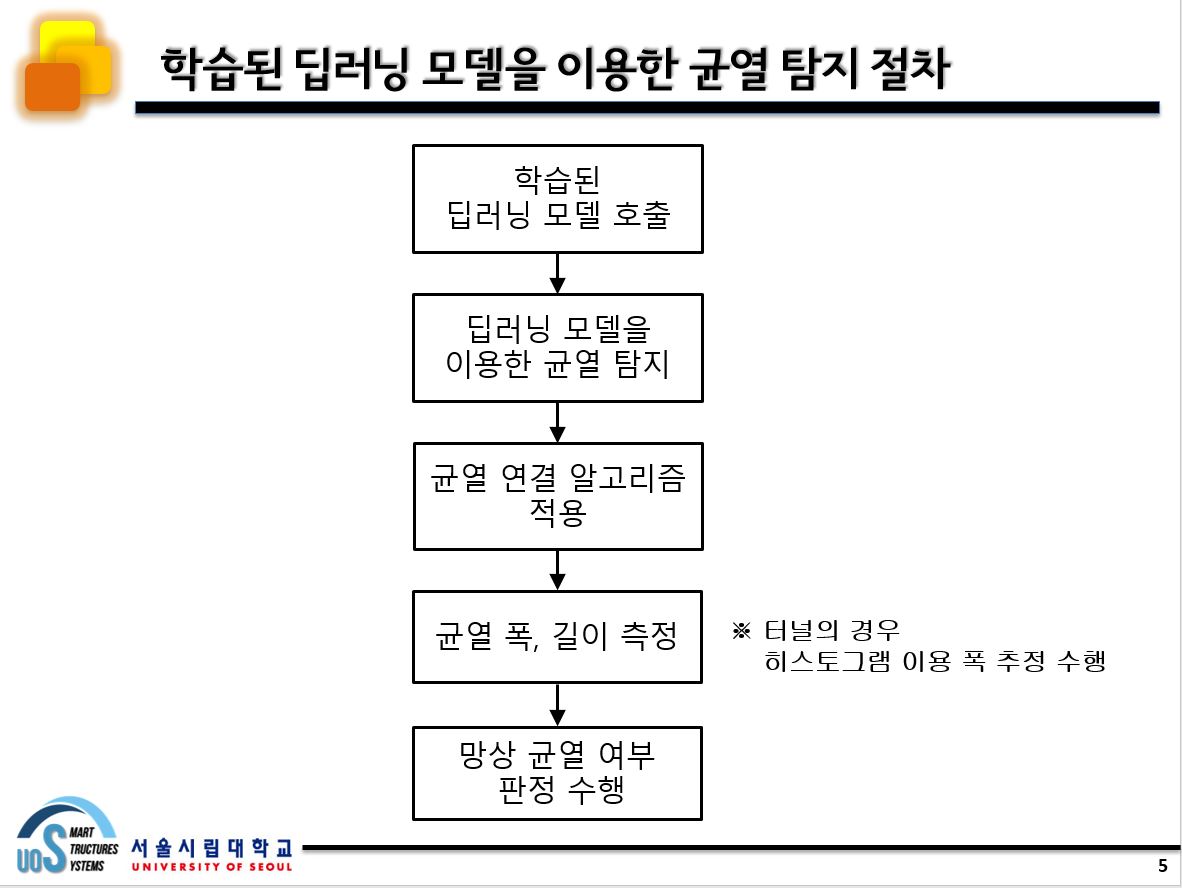 학습된 딥러닝 모델을 이용한 균열 탐지 절차
학습된
딥러닝 모델 호출
딥러닝 모델을
이용한 균열 탐지
균열 연결 알고리즘
적용
균열 폭, 길이 측정
※ 터널의 경우
히스토그램 이용 폭 추정 수행
망상 균열 여부
판정 수행
UOS
MART
TRUCTURES
YSTEMS
서울시립대학교
UNIVERSITY OF SEOUL
5